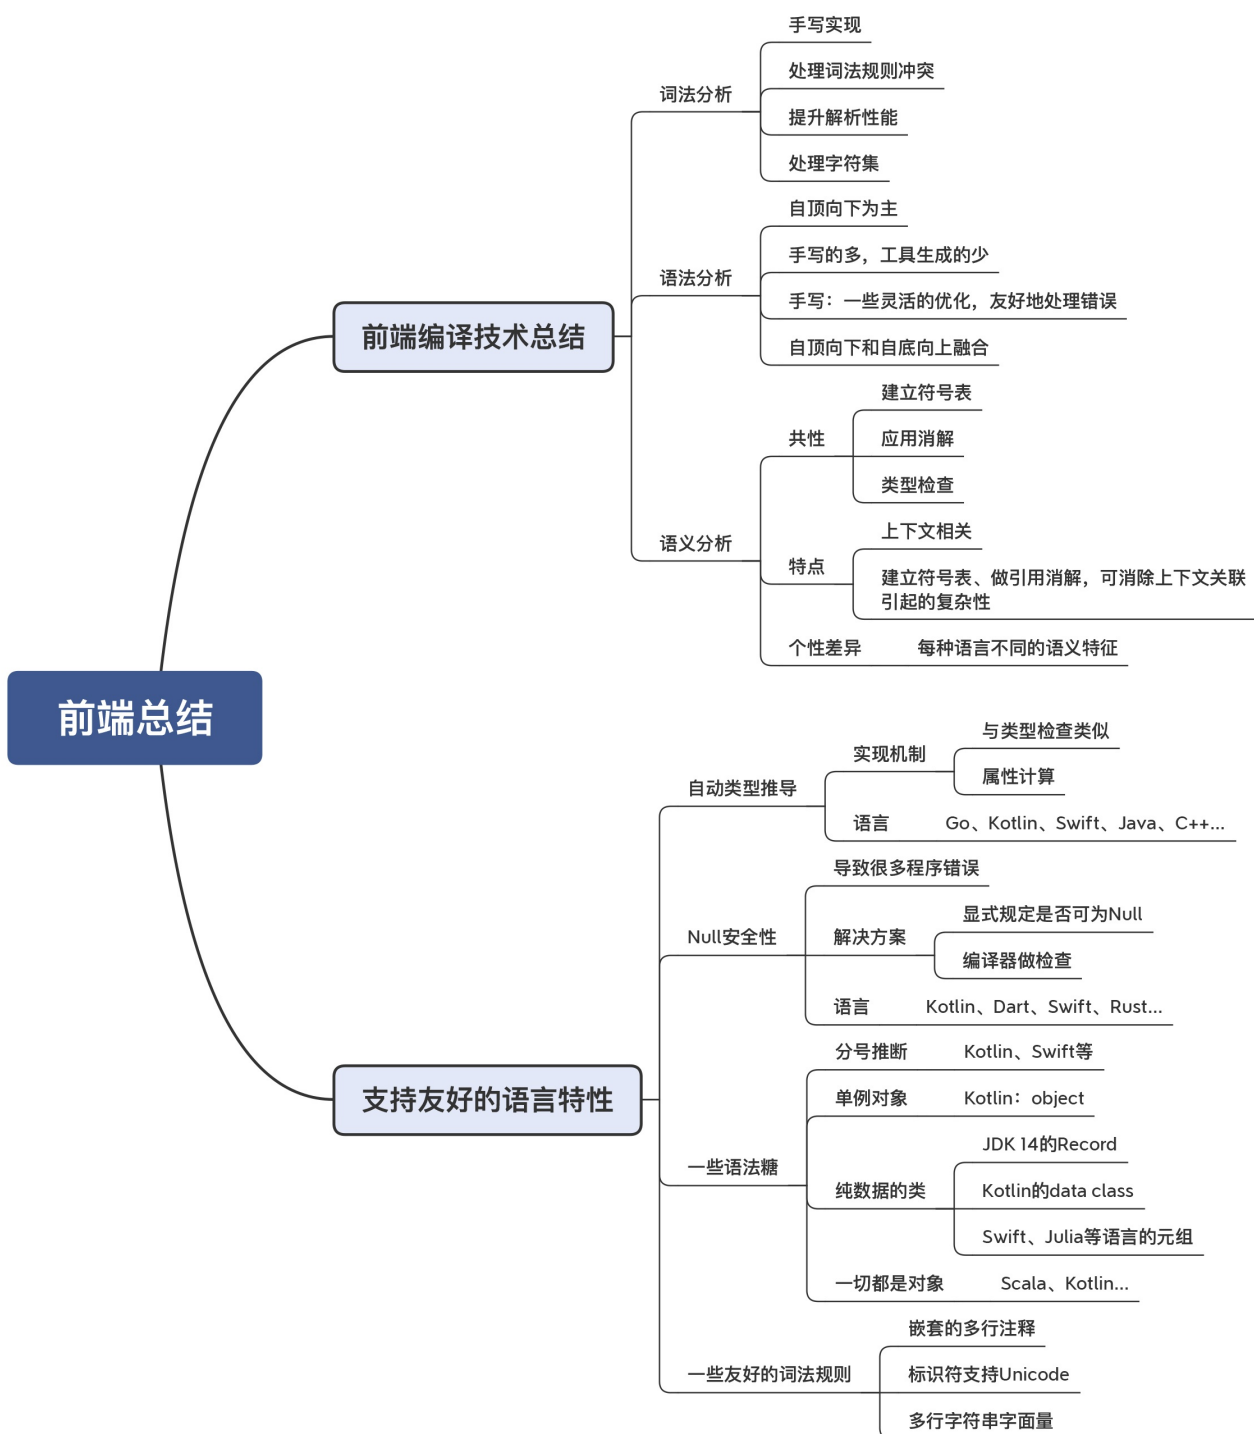 前端总结
前端编译技术总结
词法分析
手写实现
处理词法规则冲突
提升解析性能
处理字符集
语法分析
自顶向下为主
手写的多，工具生成的少
手写：一些灵活的优化，友好地处理错误
自顶向下和自底向上融合
语义分析
共性
建立符号表
应用消解
类型检查
特点
上下文相关
建立符号表、做引用消解，可消除上下文关联
引起的复杂性
个性差异
每种语言不同的语义特征
支持友好的语言特性
自动类型推导
实现机制
与类型检查类似
属性计算
语言
Go、Kotlin、Swift、Java、C++...
Null安全性
导致很多程序错误
解决方案
显式规定是否可为Null
编译器做检查
语言
Kotlin、Dart、Swift、Rust...
一些语法糖
分号推断
Kotlin、Swift等
单例对象
Kotlin：object
纯数据的类
JDK 14的Record
Kotlin的data class
Swift、Julia等语言的元组
一切都是对象
Scala、Kotlin...
一些友好的词法规则
嵌套的多行注释
标识符支持Unicode
多行字符串字面量